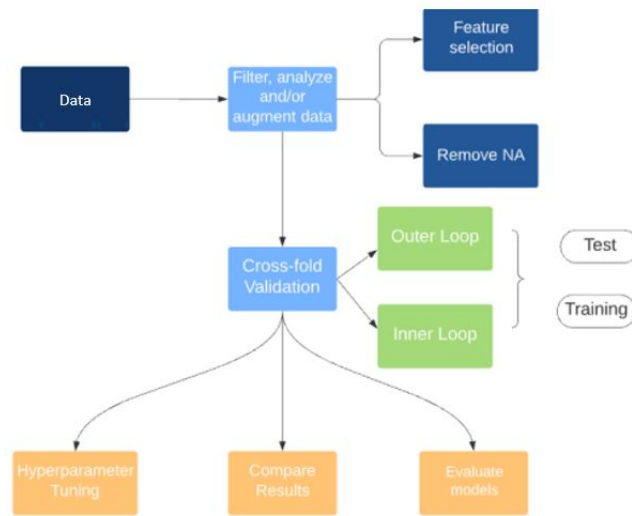 Feature
selection
Data
Filter, analyze
and/or
augment data
Remove NA
Outer Loop
Test
Cross-fold
Validation
Training
Inner Loop
Hyperparameter
Tuning
Compare
Results
Evaluate
models